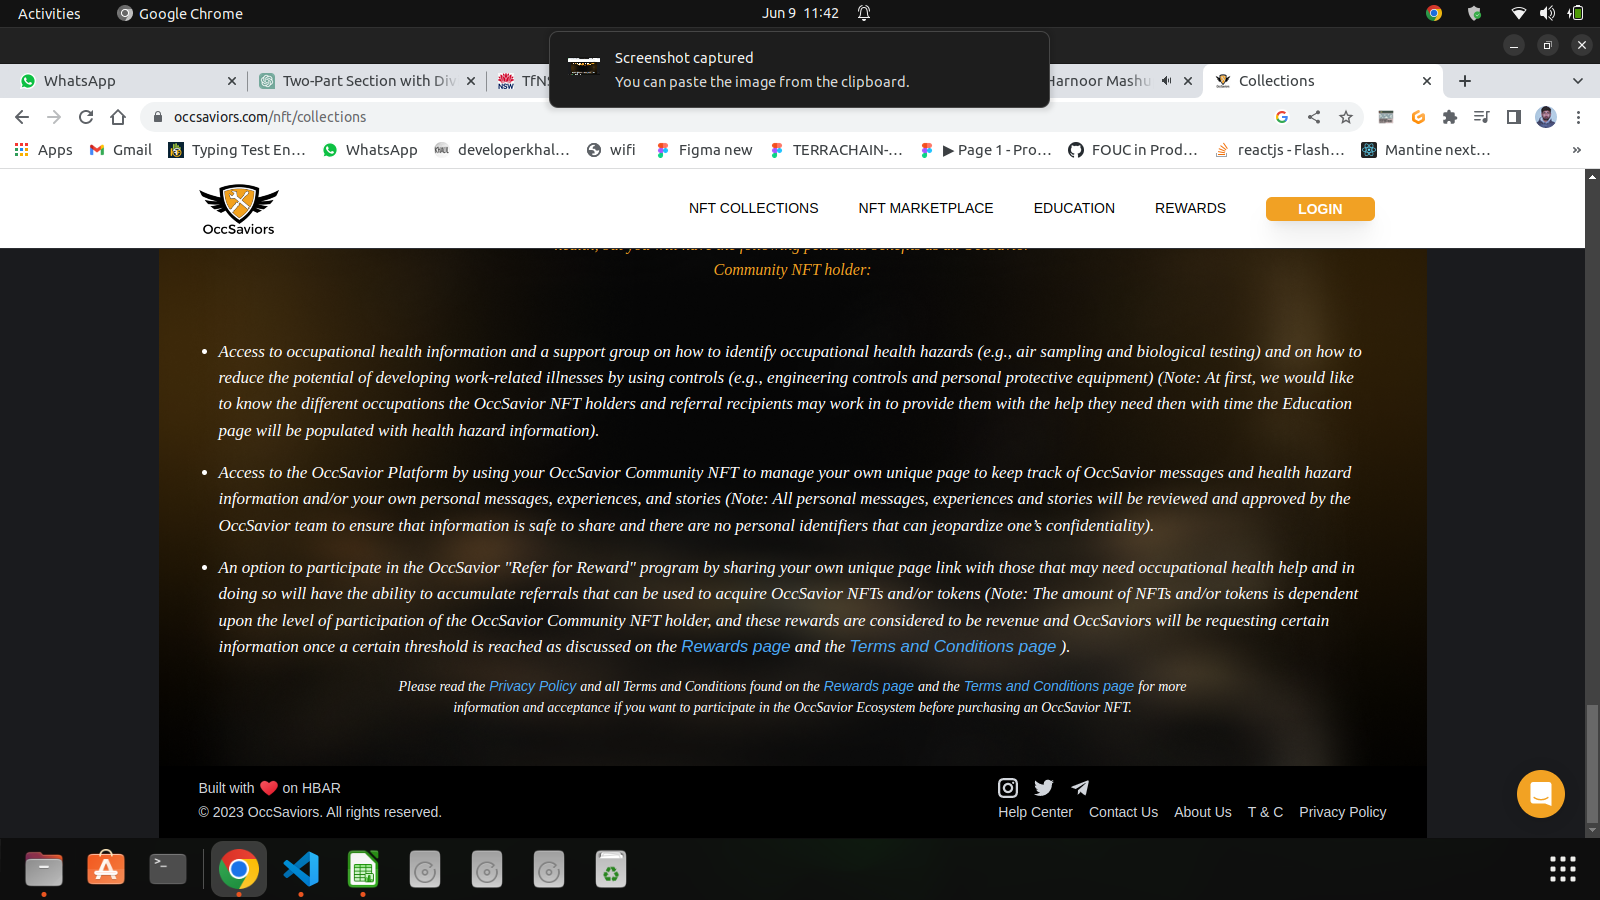 Activities
Google Chrome
Jun 9 11:42
Screenshot captured
You can paste the image from the clipboard.
WhatsApp
Two-Part Section with Div
TfNS
Harnoor Mashu
Collections
occsaviors.com/nft/collections
Apps
Gmail
Typing Test En...
WhatsApp
developerkhal...
wifi
Figma new
TERRACHAIN-...
▶ Page 1 - Pro...
FOUC in Prod...
reactjs - Flash...
Mantine next...
»
OccSaviors
NFT COLLECTIONS
NFT MARKETPLACE
EDUCATION
REWARDS
LOGIN
health, but you will have the following perks and benefits as an OccSavior
Community NFT holder:
• Access to occupational health information and a support group on how to identify occupational health hazards (e.g., air sampling and biological testing) and on how to
reduce the potential of developing work-related illnesses by using controls (e.g., engineering controls and personal protective equipment) (Note: At first, we would like
to know the different occupations the OccSavior NFT holders and referral recipients may work in to provide them with the help they need then with time the Education
page will be populated with health hazard information).
• Access to the OccSavior Platform by using your OccSavior Community NFT to manage your own unique page to keep track of OccSavior messages and health hazard
information and/or your own personal messages, experiences, and stories (Note: All personal messages, experiences and stories will be reviewed and approved by the
OccSavior team to ensure that information is safe to share and there are no personal identifiers that can jeopardize one's confidentiality).
• An option to participate in the OccSavior "Refer for Reward" program by sharing your own unique page link with those that may need occupational health help and in
doing so will have the ability to accumulate referrals that can be used to acquire OccSavior NFTs and/or tokens (Note: The amount of NFTs and/or tokens is dependent
upon the level of participation of the OccSavior Community NFT holder, and these rewards are considered to be revenue and OccSaviors will be requesting certain
information once a certain threshold is reached as discussed on the Rewards page and the Terms and Conditions page ).
Please read the Privacy Policy and all Terms and Conditions found on the Rewards page and the Terms and Conditions page for more
information and acceptance if you want to participate in the OccSavior Ecosystem before purchasing an OccSavior NFT.
Built with ❤️ on HBAR
© 2023 OccSaviors. All rights reserved.
Help Center
Contact Us
About Us
T & C
Privacy Policy